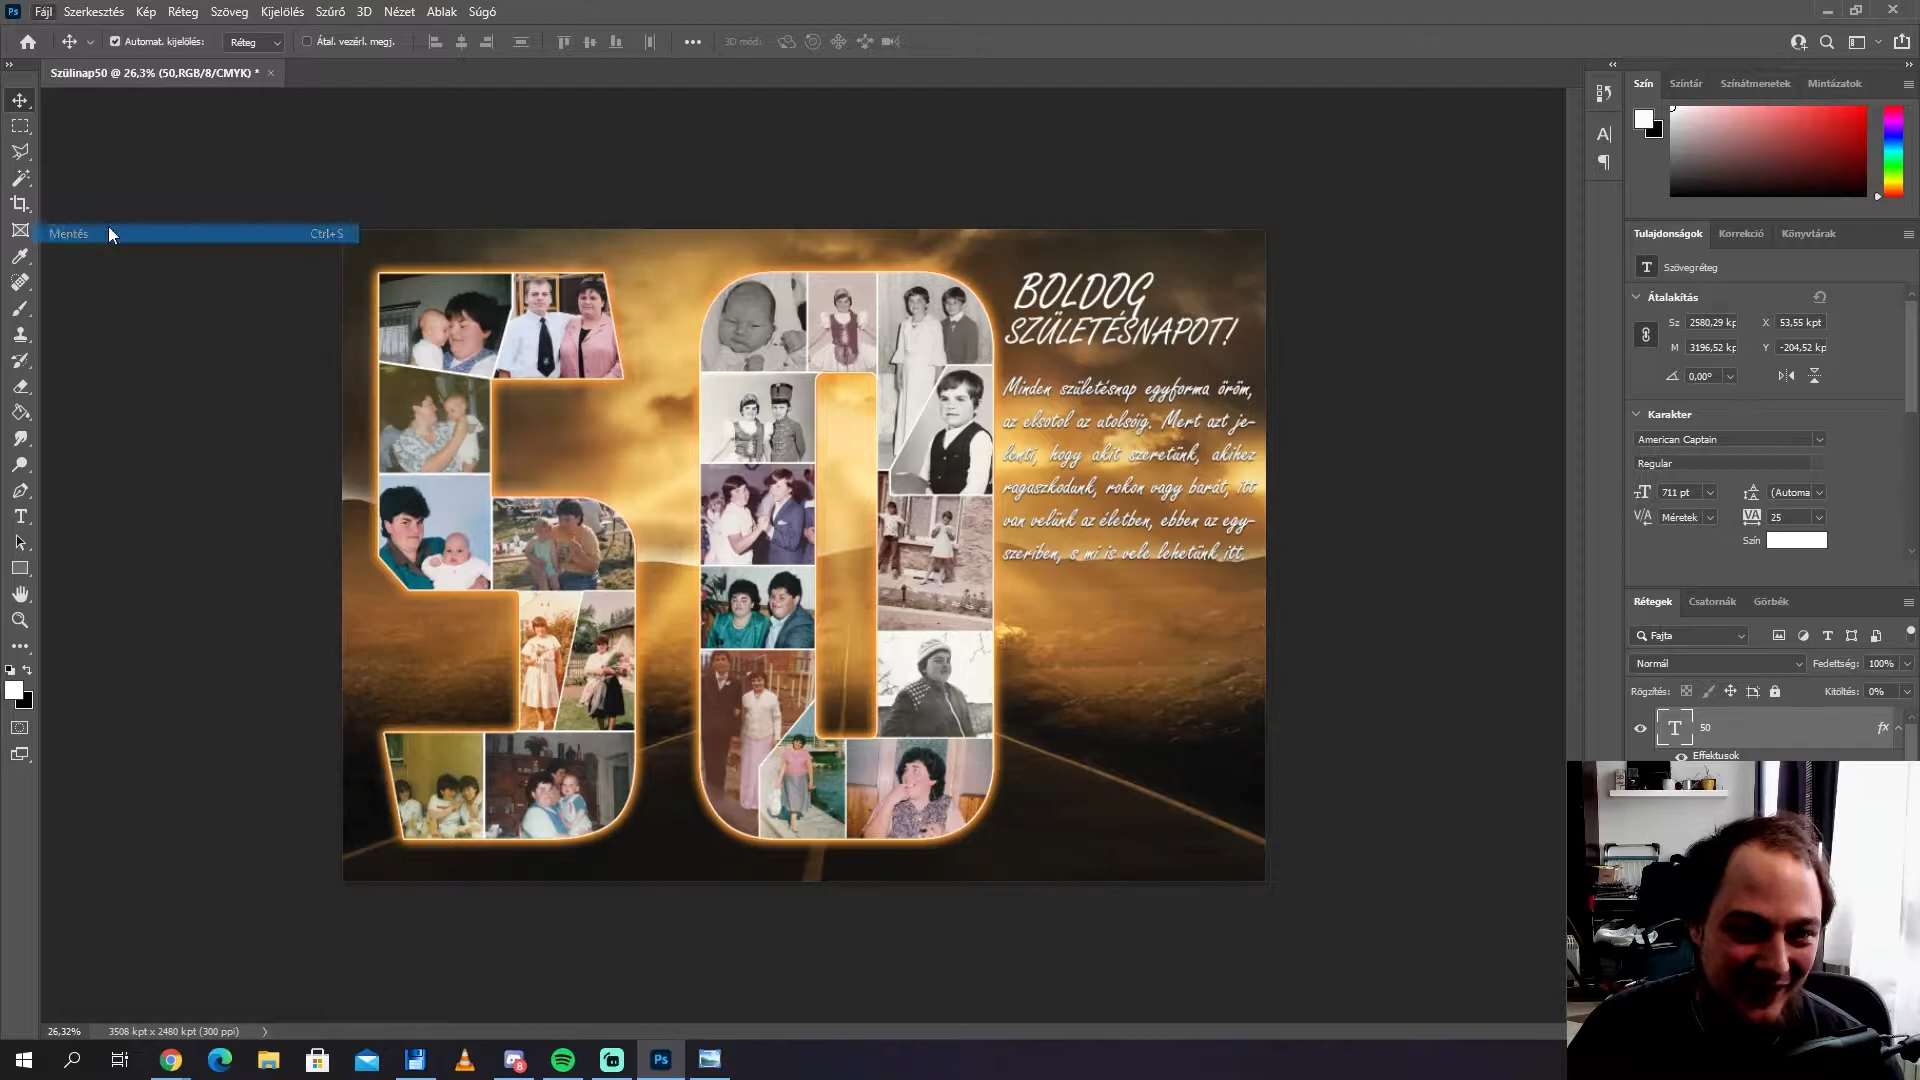 Ps Fájl Szerkesztés Kép Réteg Szöveg Kijelölés Szűrő 3D Nézet Ablak Súgó
Automat. kijelölés: Réteg Átal. vezérl. megj. 3D mód:
Szülinap50 @ 26,3% (50,RGB/8/CMYK) *
Szín Színtár Színátmenetek Mintázatok
Mentés Ctrl+S
Tulajdonságok Korrekció Könyvtárak
Szövegréteg
Átalakítás
Sz 2580,29 kp X 53,55 kpt
M 3196,52 kp Y -204,52 kp
0,00°
Karakter
American Captain
Regular
711 pt (Automa
Méretek 25
Szín
BOLDOG
SZÜLETÉSNAPOT!
Minden születésnap egyforma öröm,
az elsotol az utolsóig. Mert azt je-
lenti, hogy akit szeretünk, akihez
ragaszkodunk, rokon vagy barát, itt
van velünk az életben, ebben az egy-
szeriben, s mi is vele lehetünk itt.
Rétegek Csatornák Görbék
Fajta
Normál Fedettség: 100%
Rögzítés: Kitöltés: 0%
50 fx
Effektusok
26,32% 3508 kpt x 2480 kpt (300 ppi)
8
Ps